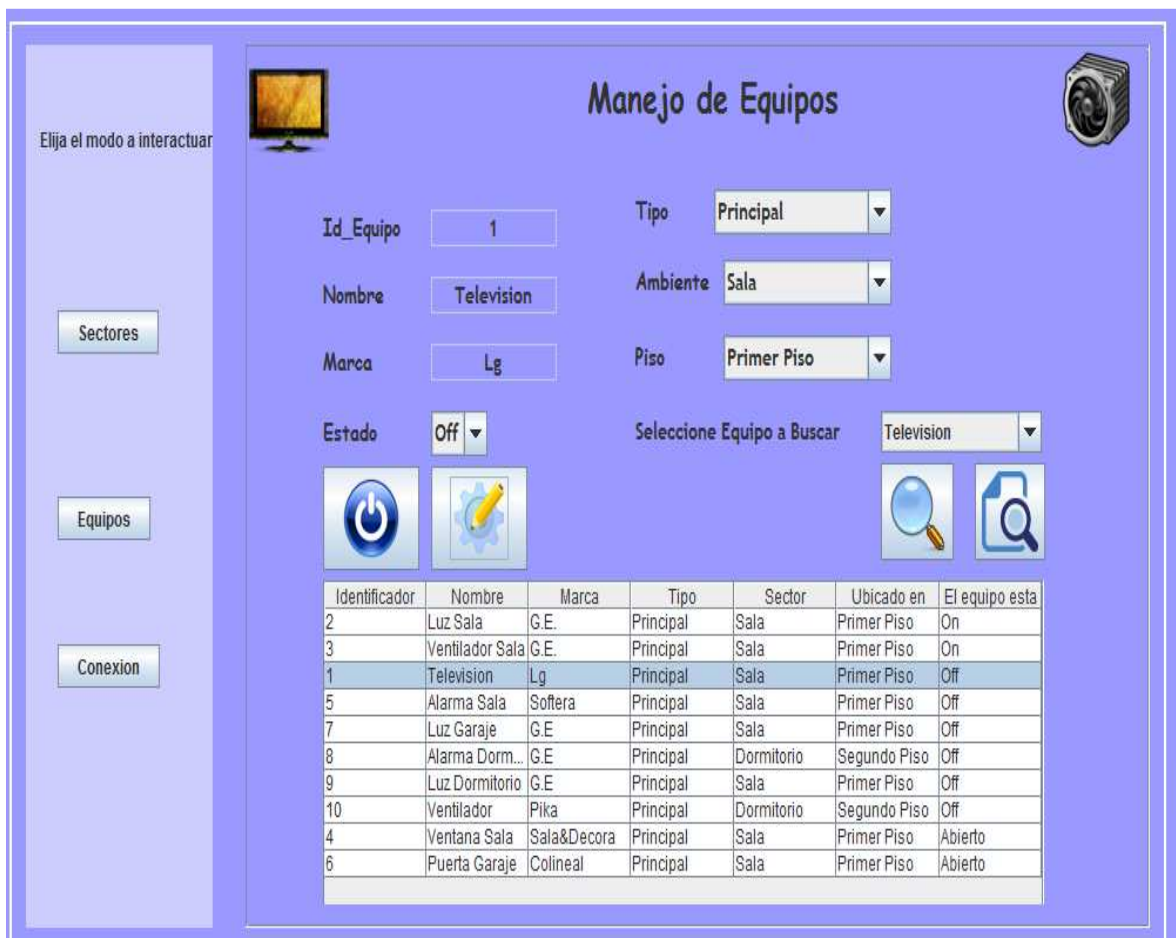 Manejo de Equipos
Elija el modo a interactuar
Sectores
Equipos
Conexion
Id_Equipo 1
Tipo Principal
Nombre Television
Ambiente Sala
Marca Lg
Piso Primer Piso
Estado Off
Seleccione Equipo a Buscar Television
Identificador Nombre Marca Tipo Sector Ubicado en El equipo esta
2 Luz Sala G.E. Principal Sala Primer Piso On
3 Ventilador Sala G.E. Principal Sala Primer Piso On
1 Television Lg Principal Sala Primer Piso Off
5 Alarma Sala Softera Principal Sala Primer Piso Off
7 Luz Garaje G.E Principal Sala Primer Piso Off
8 Alarma Dorm... G.E Principal Dormitorio Segundo Piso Off
9 Luz Dormitorio G.E Principal Sala Primer Piso Off
10 Ventilador Pika Principal Dormitorio Segundo Piso Off
4 Ventana Sala Sala&Decora Principal Sala Primer Piso Abierto
6 Puerta Garaje Colineal Principal Sala Primer Piso Abierto